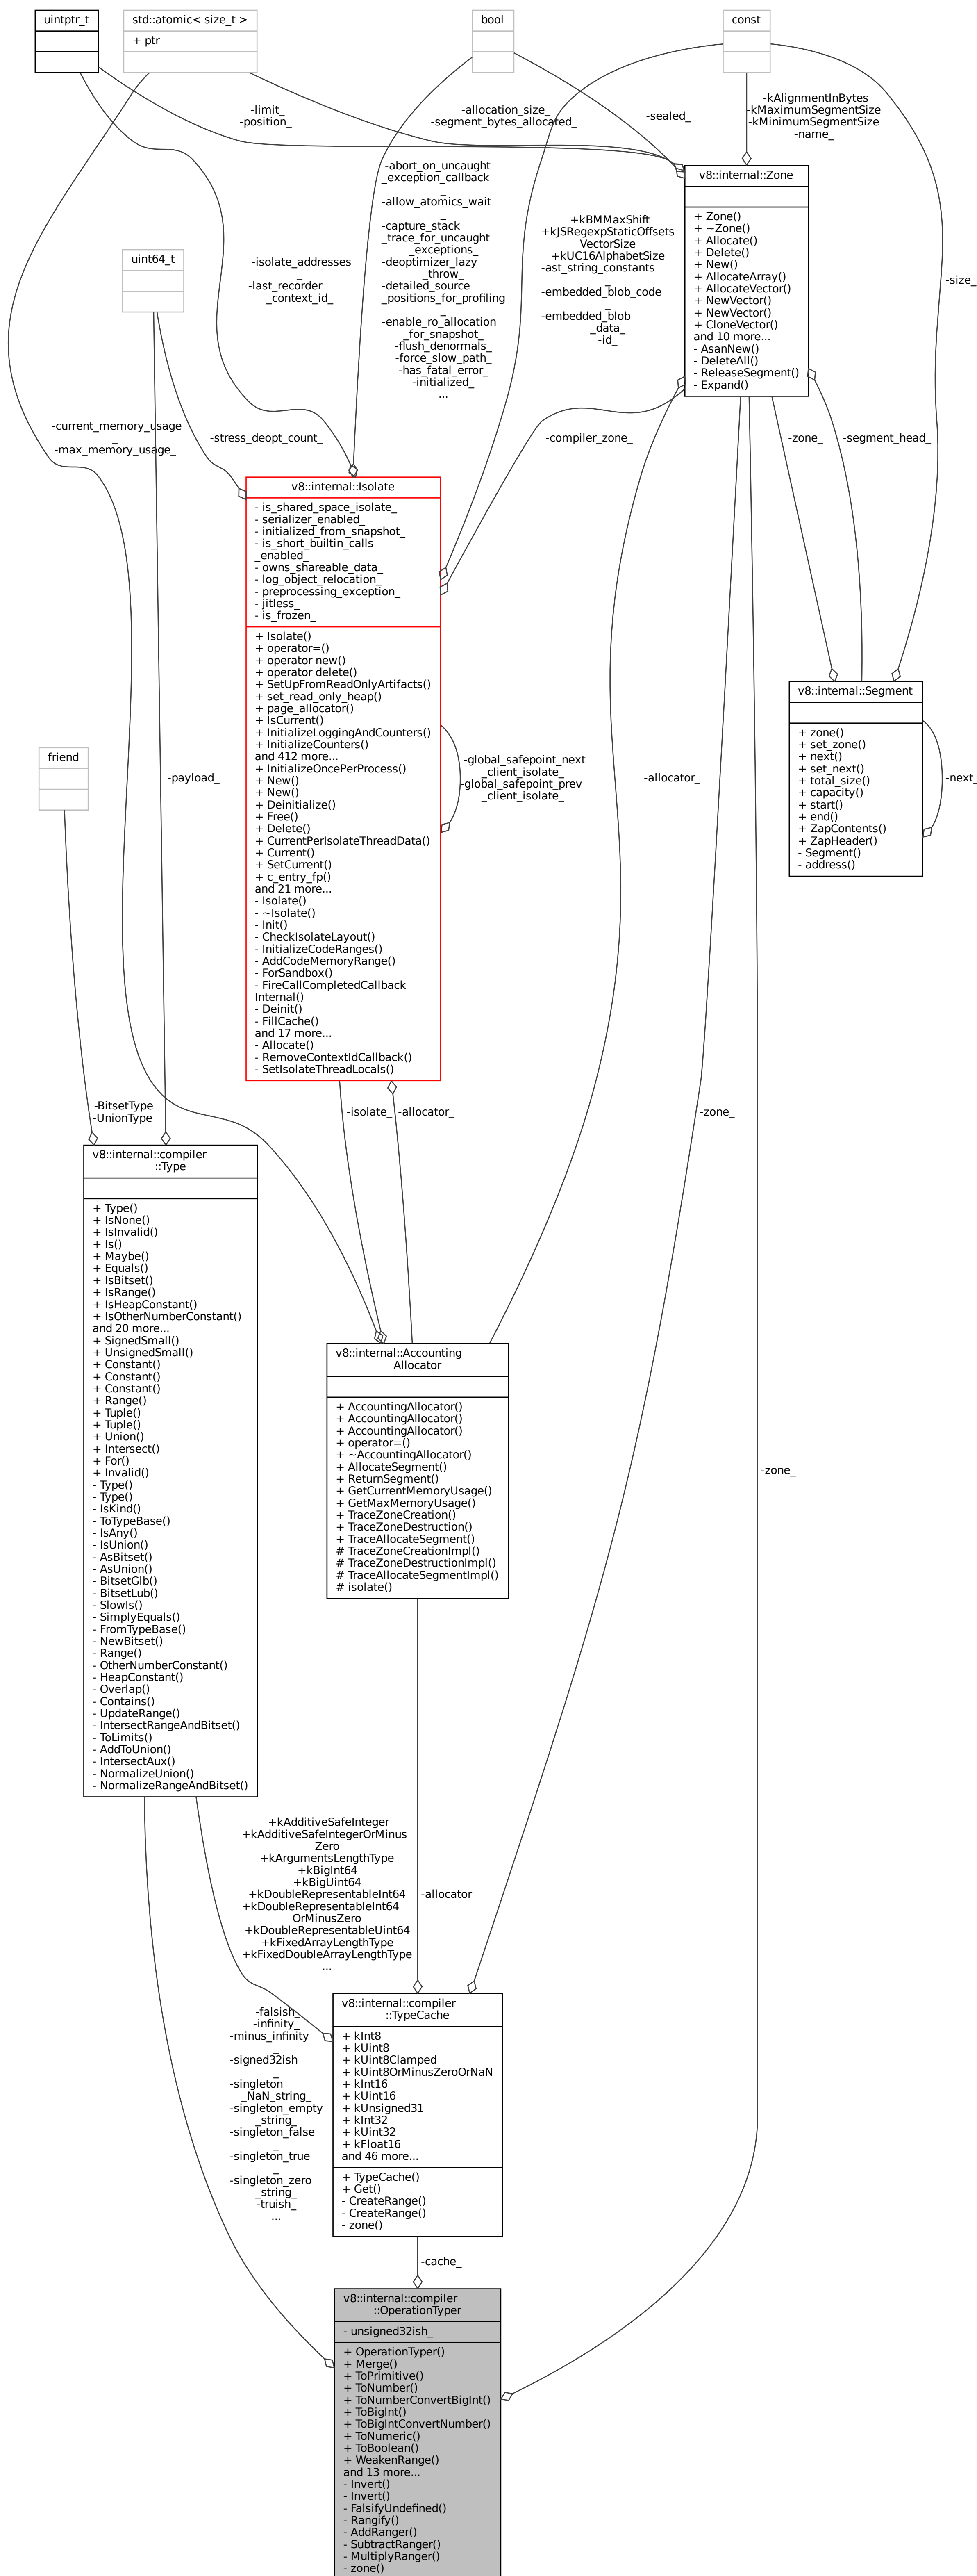 uintptr_t
std::atomic< size_t >
+ ptr
bool
const
-limit_
-position_
-allocation_size_
-segment_bytes_allocated_
-sealed_
-kAlignmentInBytes
-kMaximumSegmentSize
-kMinimumSegmentSize
-name_
v8::internal::Zone
+ Zone()
+ ~Zone()
+ Allocate()
+ Delete()
+ New()
+ AllocateArray()
+ AllocateVector()
+ NewVector()
+ NewVector()
+ CloneVector()
and 10 more...
- AsanNew()
- DeleteAll()
- ReleaseSegment()
- Expand()
-abort_on_uncaught
_exception_callback
_
-allow_atomics_wait
_
-capture_stack
_trace_for_uncaught
_exceptions_
-deoptimizer_lazy
_throw_
-detailed_source
_positions_for_profiling
_
-enable_ro_allocation
_for_snapshot_
-flush_denormals_
-force_slow_path_
-has_fatal_error_
-initialized_
...
+kBMMaxShift
+kJSRegexpStaticOffsets
VectorSize
+kUC16AlphabetSize
-ast_string_constants
_
-embedded_blob_code
_
-embedded_blob
_data_
-id_
-isolate_addresses
_
-last_recorder
_context_id_
uint64_t
-size_
-current_memory_usage
_
-max_memory_usage_
-stress_deopt_count_
-compiler_zone_
-zone_
-segment_head_
v8::internal::Isolate
- is_shared_space_isolate_
- serializer_enabled_
- initialized_from_snapshot_
- is_short_builtin_calls
_enabled_
- owns_shareable_data_
- log_object_relocation_
- preprocessing_exception_
- jitless_
- is_frozen_
+ Isolate()
+ operator=()
+ operator new()
+ operator delete()
+ SetUpFromReadOnlyArtifacts()
+ set_read_only_heap()
+ page_allocator()
+ IsCurrent()
+ InitializeLoggingAndCounters()
+ InitializeCounters()
and 412 more...
+ InitializeOncePerProcess()
+ New()
+ New()
+ Deinitialize()
+ Free()
+ Delete()
+ CurrentPerIsolateThreadData()
+ Current()
+ SetCurrent()
+ c_entry_fp()
and 21 more...
- Isolate()
- ~Isolate()
- Init()
- CheckIsolateLayout()
- InitializeCodeRanges()
- AddCodeMemoryRange()
- ForSandbox()
- FireCallCompletedCallback
Internal()
- Deinit()
- FillCache()
and 17 more...
- Allocate()
- RemoveContextIdCallback()
- SetIsolateThreadLocals()
v8::internal::Segment
+ zone()
+ set_zone()
+ next()
+ set_next()
+ total_size()
+ capacity()
+ start()
+ end()
+ ZapContents()
+ ZapHeader()
- Segment()
- address()
-next_
friend
-payload_
-global_safepoint_next
_client_isolate_
-global_safepoint_prev
_client_isolate_
-allocator_
-BitsetType
-UnionType
-isolate_
-allocator_
-zone_
v8::internal::compiler
::Type
+ Type()
+ IsNone()
+ IsInvalid()
+ Is()
+ Maybe()
+ Equals()
+ IsBitset()
+ IsRange()
+ IsHeapConstant()
+ IsOtherNumberConstant()
and 20 more...
+ SignedSmall()
+ UnsignedSmall()
+ Constant()
+ Constant()
+ Constant()
+ Range()
+ Tuple()
+ Tuple()
+ Union()
+ Intersect()
+ For()
+ Invalid()
- Type()
- Type()
- IsKind()
- ToTypeBase()
- IsAny()
- IsUnion()
- AsBitset()
- AsUnion()
- BitsetGlb()
- BitsetLub()
- SlowIs()
- SimplyEquals()
- FromTypeBase()
- NewBitset()
- Range()
- OtherNumberConstant()
- HeapConstant()
- Overlap()
- Contains()
- UpdateRange()
- IntersectRangeAndBitset()
- ToLimits()
- AddToUnion()
- IntersectAux()
- NormalizeUnion()
- NormalizeRangeAndBitset()
v8::internal::Accounting
Allocator
+ AccountingAllocator()
+ AccountingAllocator()
+ AccountingAllocator()
+ operator=()
+ ~AccountingAllocator()
+ AllocateSegment()
+ ReturnSegment()
+ GetCurrentMemoryUsage()
+ GetMaxMemoryUsage()
+ TraceZoneCreation()
+ TraceZoneDestruction()
+ TraceAllocateSegment()
# TraceZoneCreationImpl()
# TraceZoneDestructionImpl()
# TraceAllocateSegmentImpl()
# isolate()
-zone_
+kAdditiveSafeInteger
+kAdditiveSafeIntegerOrMinus
Zero
+kArgumentsLengthType
+kBigInt64
+kBigUint64
+kDoubleRepresentableInt64
+kDoubleRepresentableInt64
OrMinusZero
+kDoubleRepresentableUint64
+kFixedArrayLengthType
+kFixedDoubleArrayLengthType
...
-allocator
-falsish_
-infinity_
-minus_infinity
_
-signed32ish
_
-singleton
_NaN_string_
-singleton_empty
_string_
-singleton_false
_
-singleton_true
_
-singleton_zero
_string_
-truish_
...
v8::internal::compiler
::TypeCache
+ kInt8
+ kUint8
+ kUint8Clamped
+ kUint8OrMinusZeroOrNaN
+ kInt16
+ kUint16
+ kUnsigned31
+ kInt32
+ kUint32
+ kFloat16
and 46 more...
+ TypeCache()
+ Get()
- CreateRange()
- CreateRange()
- zone()
-cache_
v8::internal::compiler
::OperationTyper
- unsigned32ish_
+ OperationTyper()
+ Merge()
+ ToPrimitive()
+ ToNumber()
+ ToNumberConvertBigInt()
+ ToBigInt()
+ ToBigIntConvertNumber()
+ ToNumeric()
+ ToBoolean()
+ WeakenRange()
and 13 more...
- Invert()
- Invert()
- FalsifyUndefined()
- Rangify()
- AddRanger()
- SubtractRanger()
- MultiplyRanger()
- zone()